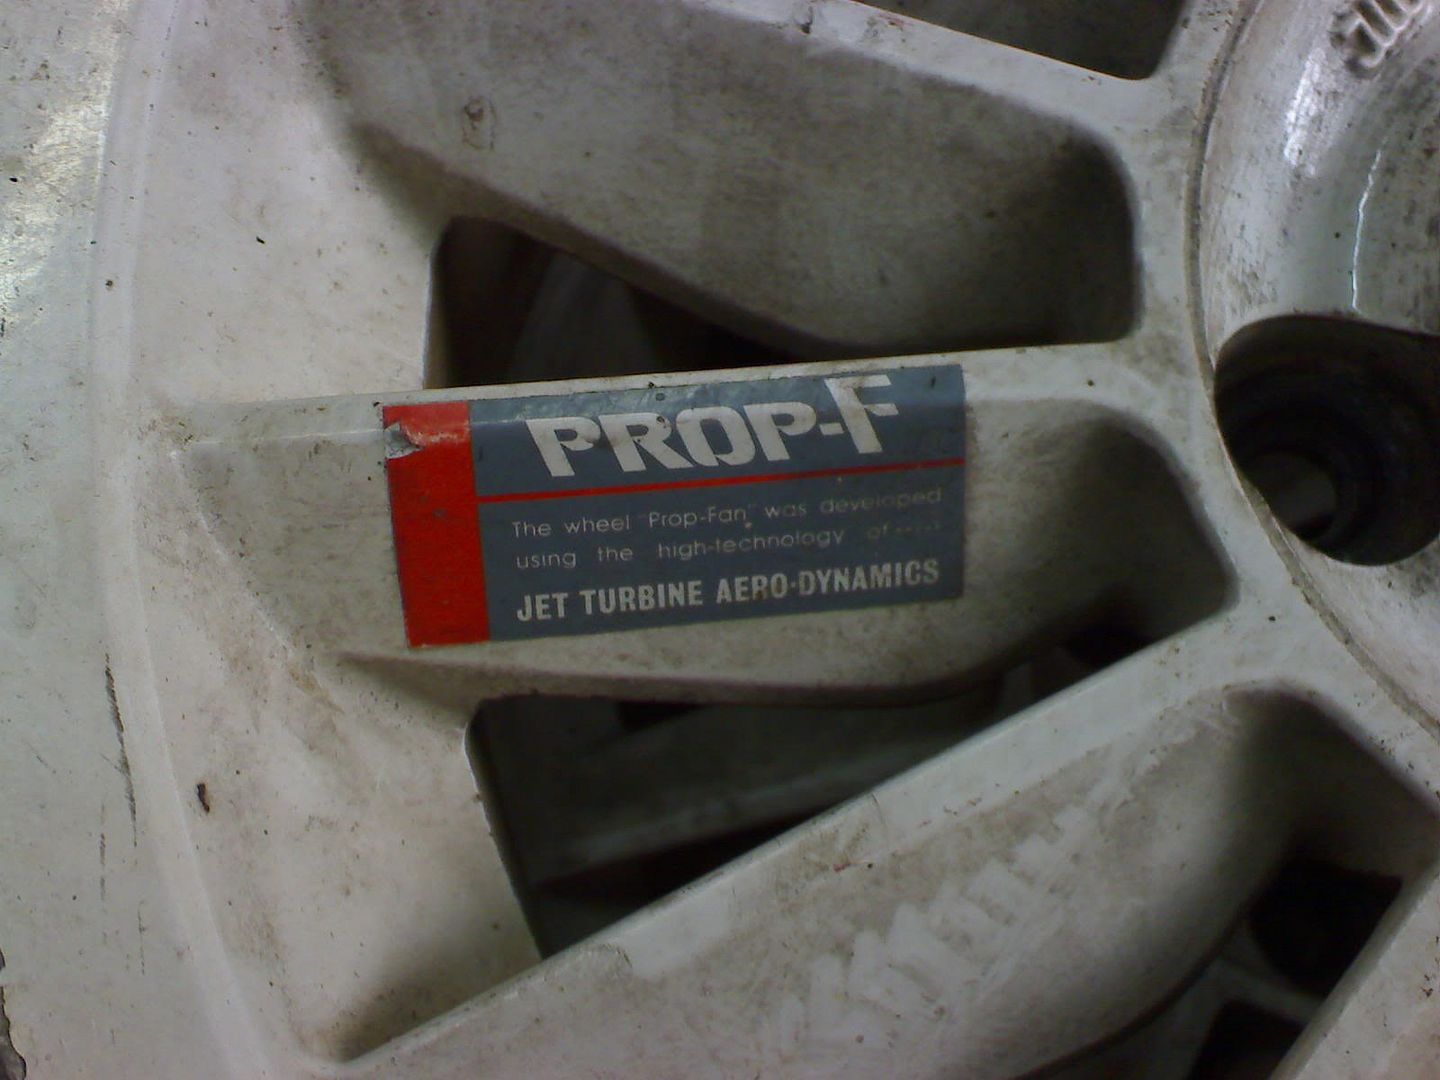 PROP-F
The wheel "Prop-Fan" was developed
using the high-technology of·····
JET TURBINE AERO-DYNAMICS